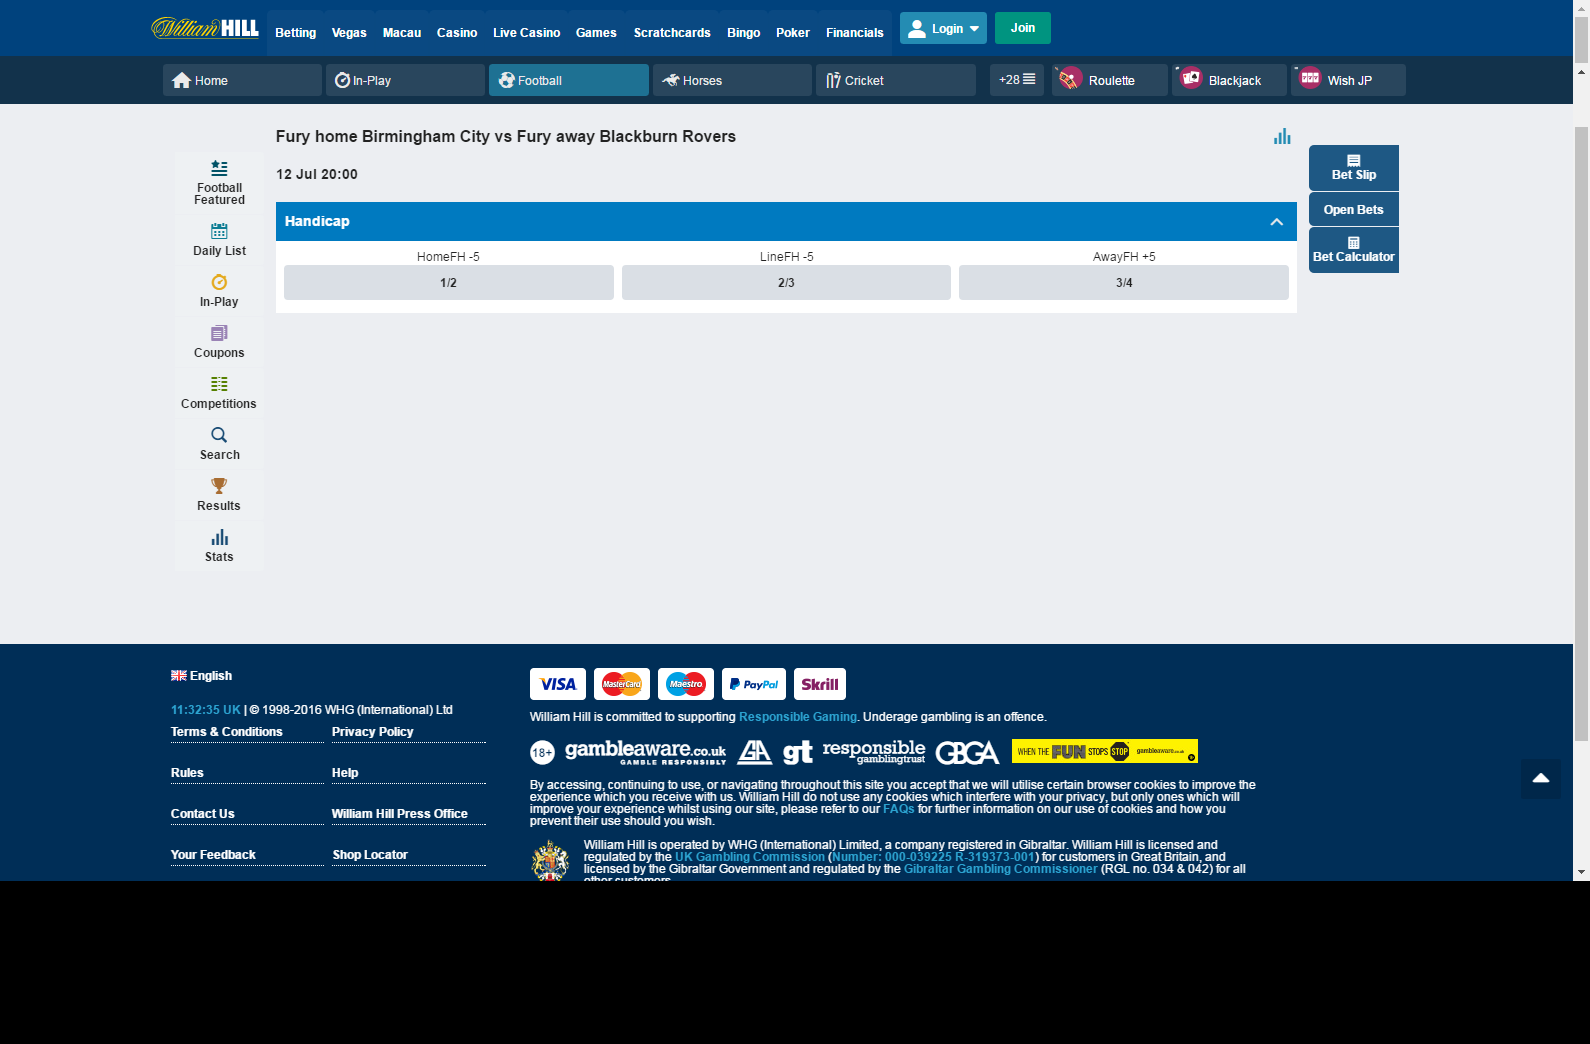 William HILL
Betting Vegas Macau Casino Live Casino Games Scratchcards Bingo Poker Financials Login Join
Home In-Play Football Horses Cricket +28 Roulette Blackjack Wish JP
Fury home Birmingham City vs Fury away Blackburn Rovers
12 Jul 20:00
Handicap
HomeFH -5 LineFH -5 AwayFH +5
1/2 2/3 3/4
Football
Featured
Daily List
In-Play
Coupons
Competitions
Search
Results
Stats
Bet Slip
Open Bets
Bet Calculator
English
11:32:35 UK | © 1998-2016 WHG (International) Ltd
Terms & Conditions Privacy Policy
Rules Help
Contact Us William Hill Press Office
Your Feedback Shop Locator
VISA MasterCard Maestro PayPal Skrill
William Hill is committed to supporting Responsible Gaming. Underage gambling is an offence.
18+ gambleaware.co.uk GA gt responsible GBGA WHEN THE FUN STOPS STOP gambleaware.co.uk
GAMBLE RESPONSIBLY gamblingtrust
By accessing, continuing to use, or navigating throughout this site you accept that we will utilise certain browser cookies to improve the
experience which you receive with us. William Hill do not use any cookies which interfere with your privacy, but only ones which will
improve your experience whilst using our site, please refer to our FAQs for further information on our use of cookies and how you
prevent their use should you wish.
William Hill is operated by WHG (International) Limited, a company registered in Gibraltar. William Hill is licensed and
regulated by the UK Gambling Commission (Number: 000-039225 R-319373-001) for customers in Great Britain, and
licensed by the Gibraltar Government and regulated by the Gibraltar Gambling Commissioner (RGL no. 034 & 042) for all
other customers